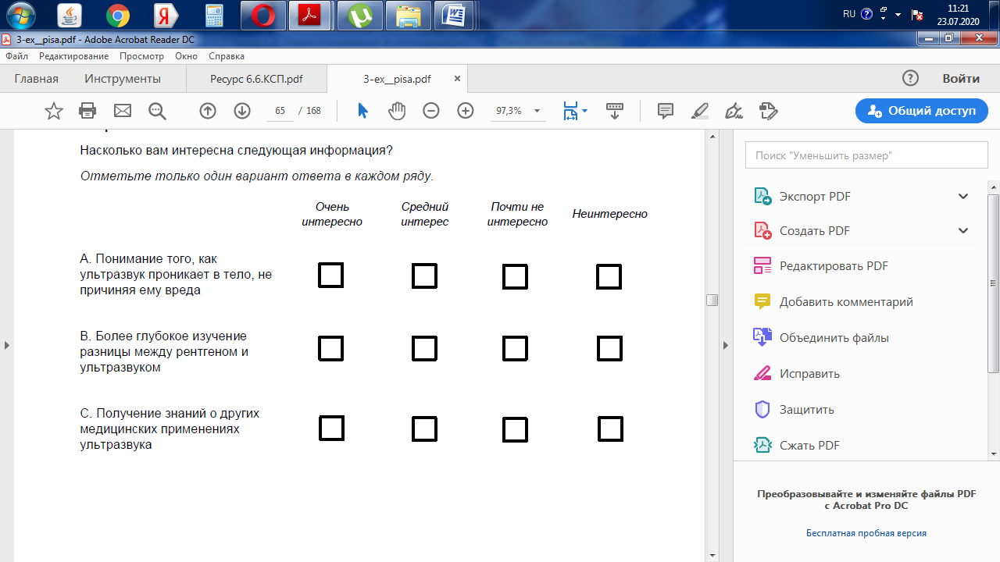 RU
11:21
23.07.2020
3-ex__pisa.pdf - Adobe Acrobat Reader DC
Файл Редактирование Просмотр Окно Справка
Главная Инструменты Ресурс 6.6.КСП.pdf 3-ex__pisa.pdf × Войти
65 / 168 97,3% Общий доступ
Насколько вам интересна следующая информация?
Отметьте только один вариант ответа в каждом ряду.
Очень интересно
Средний интерес
Почти не интересно
Неинтересно
А. Понимание того, как
ультразвук проникает в тело, не
причиняя ему вреда
В. Более глубокое изучение
разницы между рентгеном и
ультразвуком
С. Получение знаний о других
медицинских применениях
ультразвука
Поиск "Уменьшить размер"
Экспорт PDF
Создать PDF
Редактировать PDF
Добавить комментарий
Объединить файлы
Исправить
Защитить
Сжать PDF
Преобразовывайте и изменяйте файлы PDF
с Acrobat Pro DC
Бесплатная пробная версия